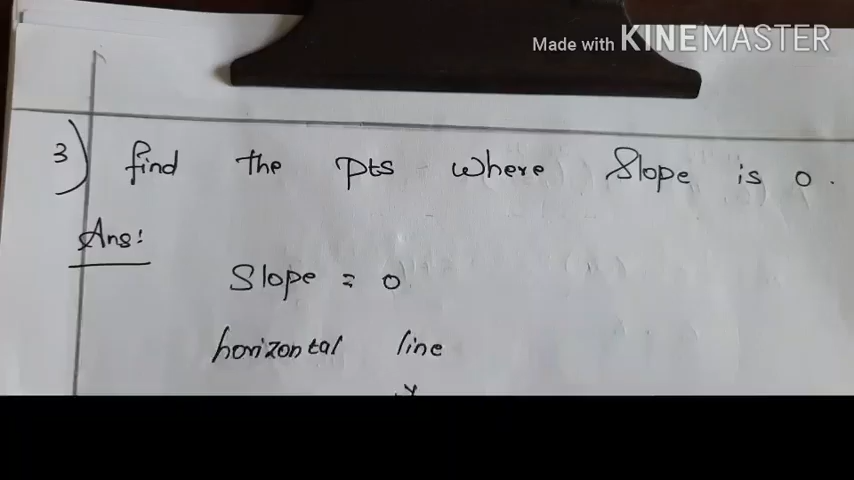 Made with KINEMASTER
3) find the pts where Slope is 0.
Ans:
Slope = 0
horizontal line